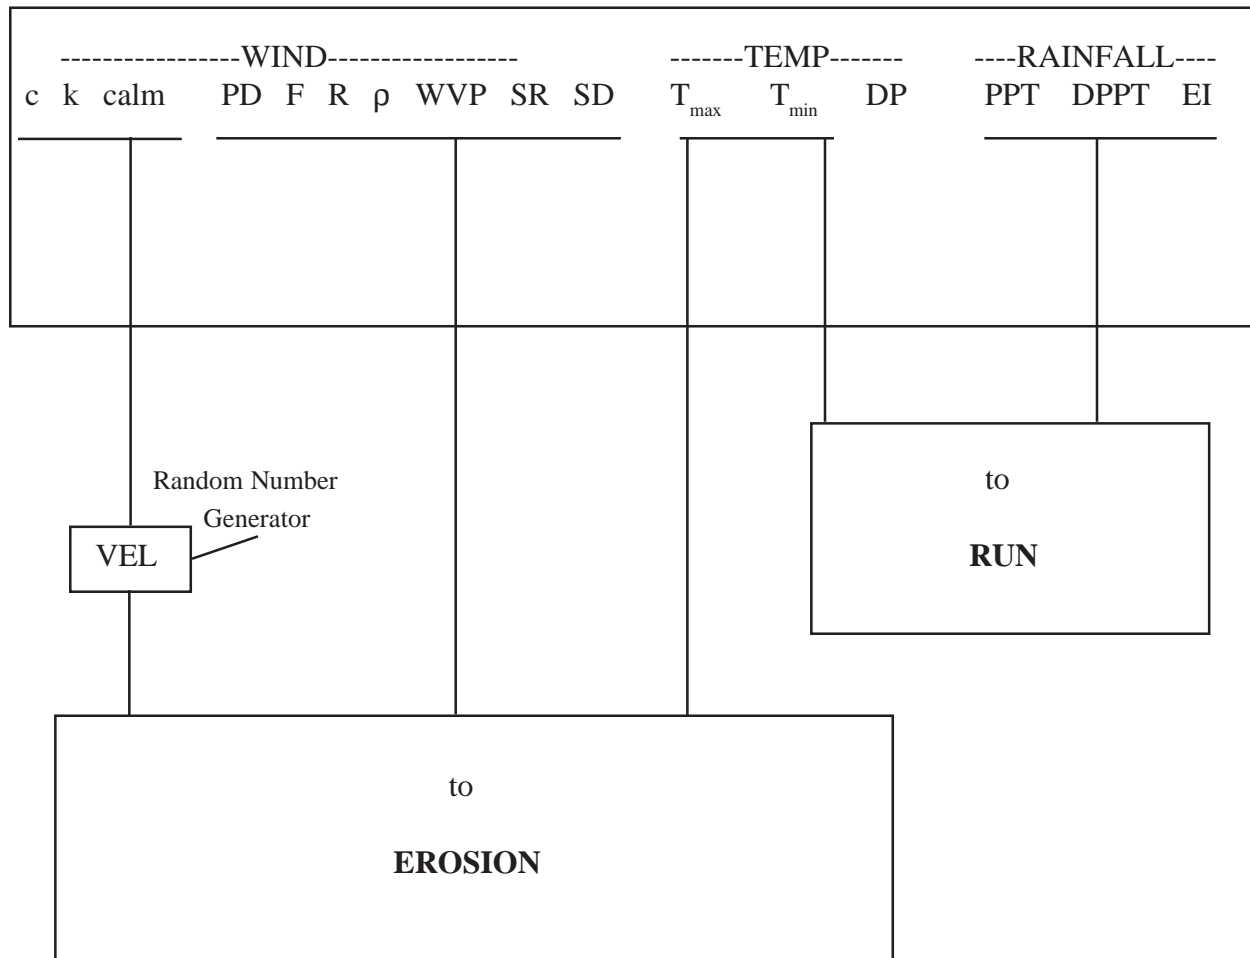 -----------------WIND------------------ -------TEMP------- ----RAINFALL----
c k calm PD F R ρ WVP SR SD Tmax Tmin DP PPT DPPT EI
Random Number
Generator
VEL
to
RUN
to
EROSION